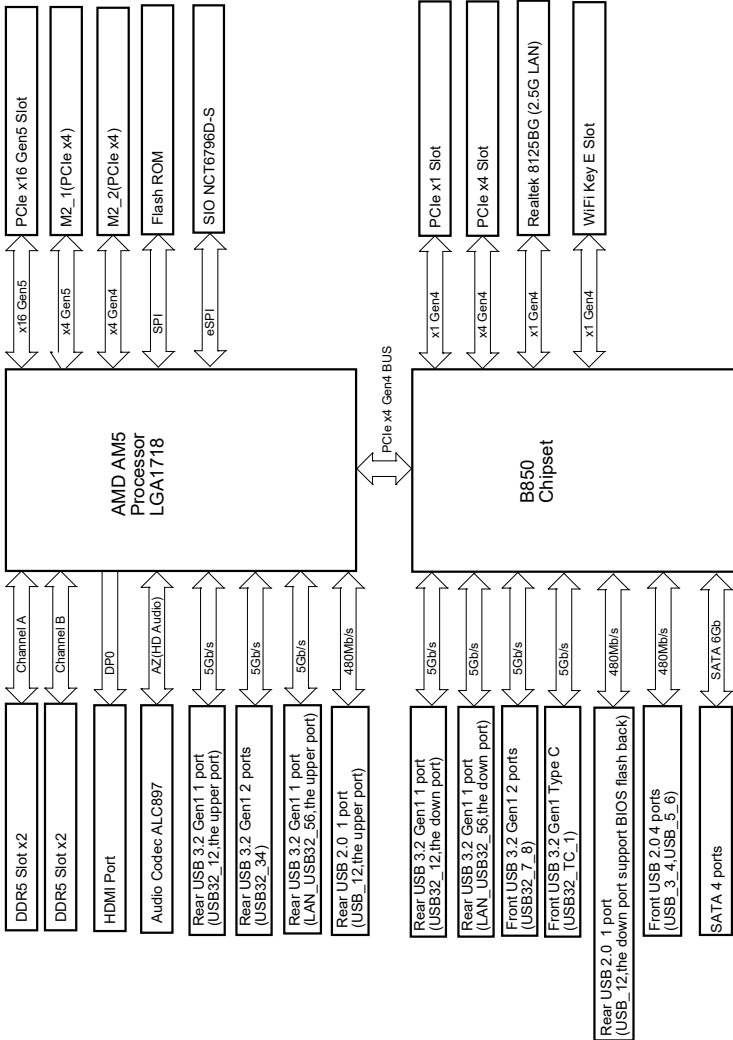 PCIe x16 Gen5 Slot
M2_1(PCIe x4)
M2_2(PCIe x4)
Flash ROM
SIO NCT6796D-S
x16 Gen5
x4 Gen5
x4 Gen4
SPI
eSPI
AMD AM5
Processor
LGA1718
Channel A
Channel B
DP0
AZ(HD Audio)
5Gb/s
5Gb/s
5Gb/s
480Mb/s
DDR5 Slot x2
DDR5 Slot x2
HDMI Port
Audio Codec ALC897
Rear USB 3.2 Gen1 1 port
(USB32_12,the upper port)
Rear USB 3.2 Gen1 2 ports
(USB32_34)
Rear USB 3.2 Gen1 1 port
(LAN_USB32_56,the upper port)
Rear USB 2.0 1 port
(USB_12,the upper port)
PCIe x4 Gen4 BUS
PCIe x1 Slot
PCIe x4 Slot
Realtek 8125BG (2.5G LAN)
WiFi Key E Slot
x1 Gen4
x4 Gen4
x1 Gen4
x1 Gen4
B850
Chipset
5Gb/s
5Gb/s
5Gb/s
5Gb/s
480Mb/s
480Mb/s
SATA 6Gb
Rear USB 3.2 Gen1 1 port
(USB32_12,the down port)
Rear USB 3.2 Gen1 1 port
(LAN_USB32_56,the down port)
Front USB 3.2 Gen1 2 ports
(USB32_7_8)
Front USB 3.2 Gen1 Type C
(USB32_TC_1)
Rear USB 2.0 1 port
(USB_12,the down port support BIOS flash back)
Front USB 2.0 4 ports
(USB_3_4,USB_5_6)
SATA 4 ports